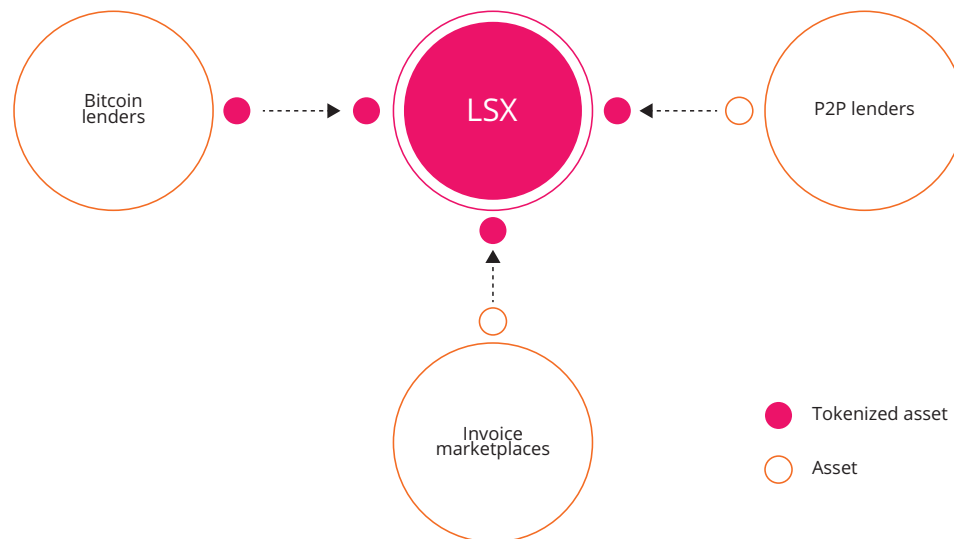 Bitcoin
lenders
LSX
P2P lenders
Invoice
marketplaces
Tokenized asset
Asset